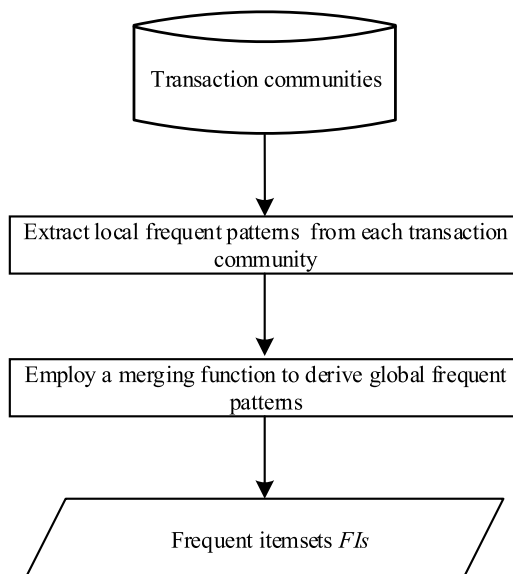 Transaction communities
Extract local frequent patterns from each transaction
community
Employ a merging function to derive global frequent
patterns
Frequent itemsets FIs